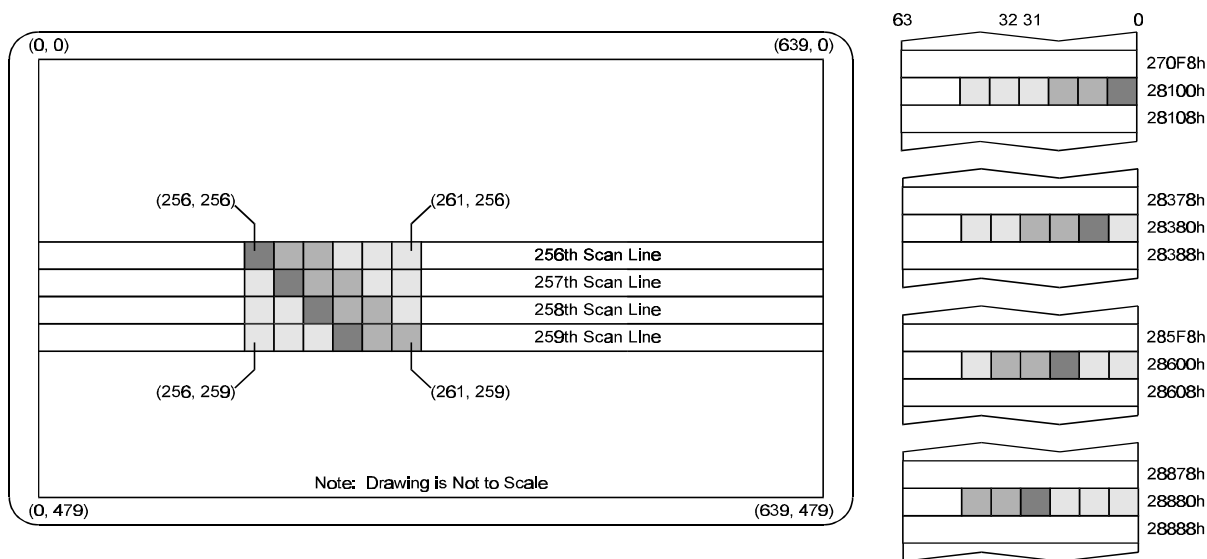 (0, 0)
(639, 0)
(256, 256)
(261, 256)
256th Scan Line
257th Scan Line
258th Scan Line
259th Scan Line
(256, 259)
(261, 259)
Note: Drawing is Not to Scale
(0, 479)
(639, 479)
63
32 31
0
270F8h
28100h
28108h
28378h
28380h
28388h
285F8h
28600h
28608h
28878h
28880h
28888h